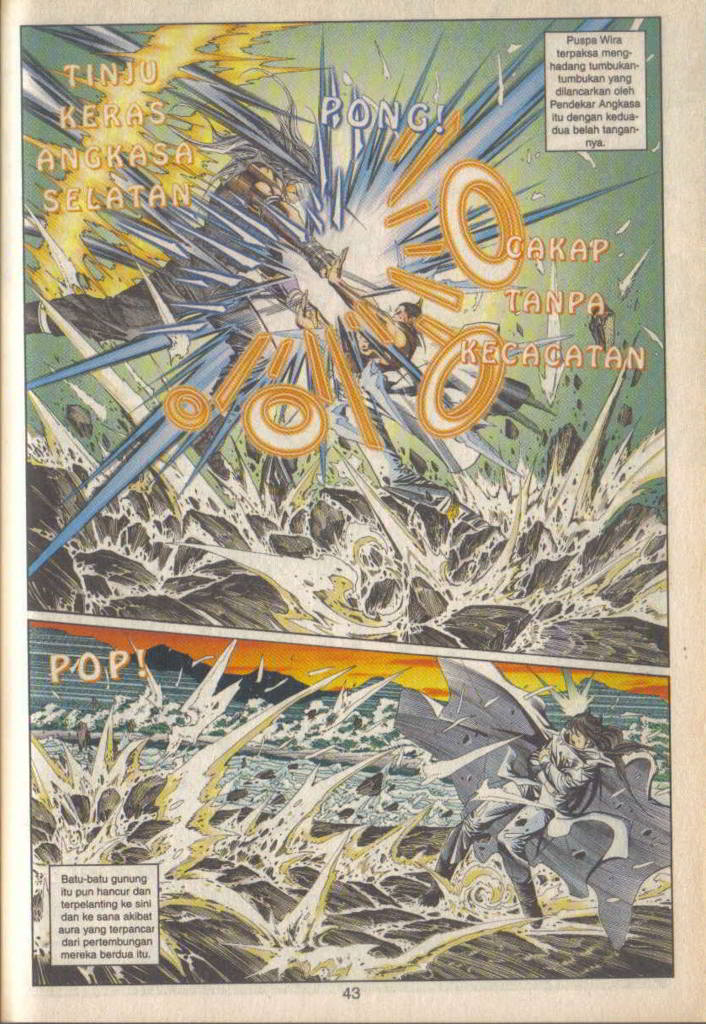 TINJU
KERAS
ANGKASA
SELATAN
PONG!
Puspa Wira
terpaksa meng-
hadang tumbukan-
tumbukan yang
dilancarkan oleh
Pendekar Angkasa
itu dengan kedua-
dua belah tangan-
nya.
CAKAP
TANPA
KECACATAN
POP!
Batu-batu gunung
itu pun hancur dan
terpelanting ke sini
dan ke sana akibat
aura yang terpancar
dari pertembungan
mereka berdua itu.
43